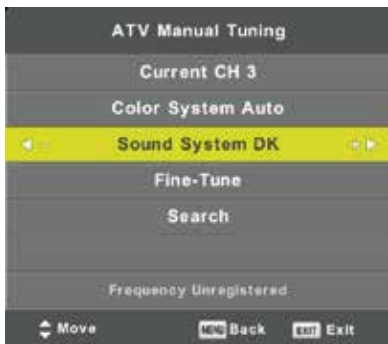 ATV Manual Tuning
Current CH 3
Color System Auto
Sound System DK
Fine-Tune
Search
Frequency Unregistered
Move MENU Back EXIT Exit